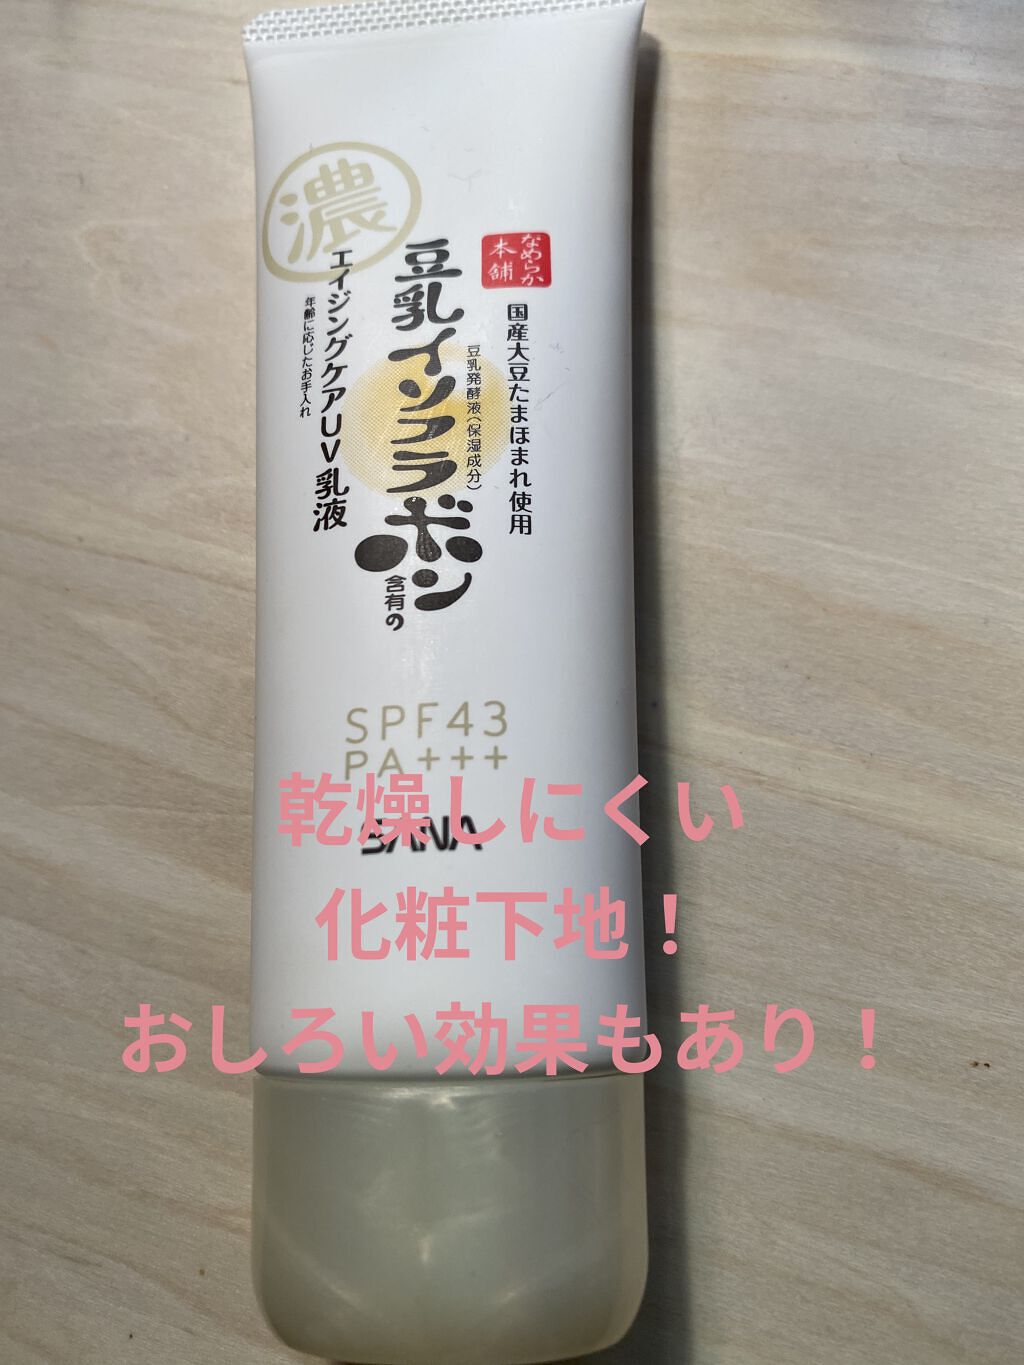 濃
なめらか
本舗
国産大豆たまほまれ使用
豆乳発酵液(保湿成分)
豆乳イソフラボン
含有の
エイジングケアUV乳液
年齢に応じたお手入れ
SPF43
PA+++
SANA
乾燥しにくい
化粧下地！
おしろい効果もあり！